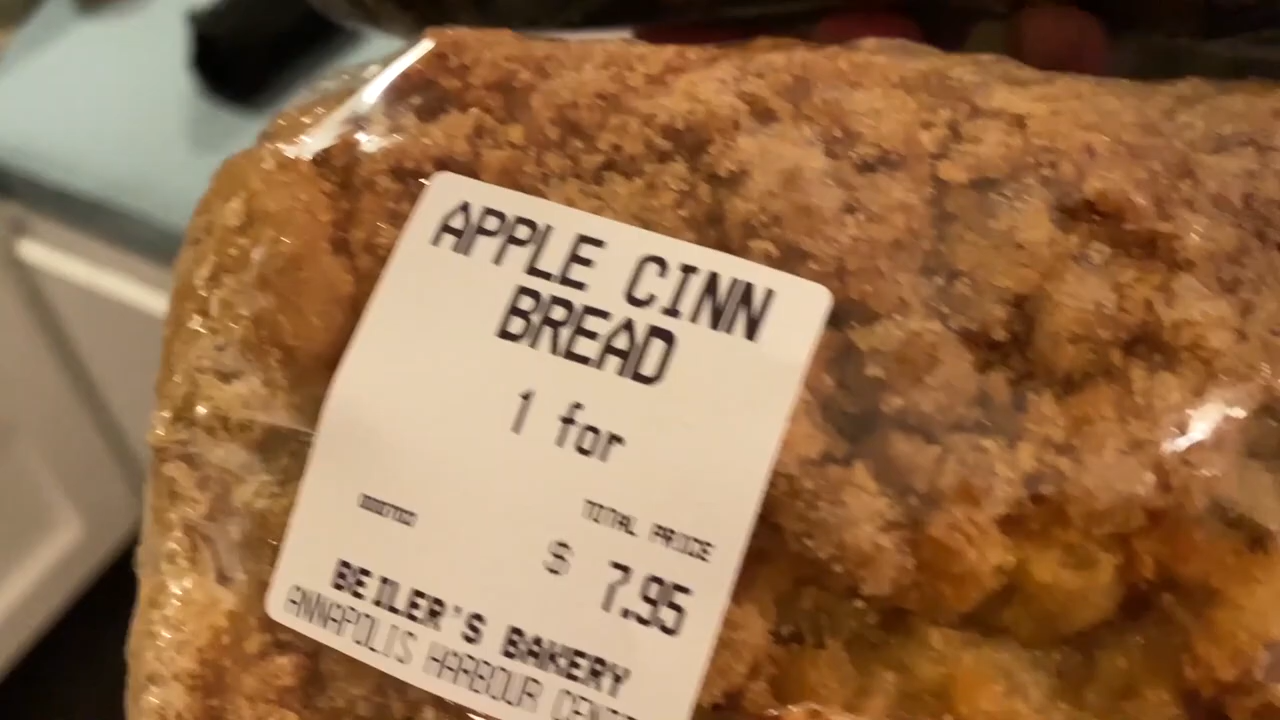 APPLE CINN
BREAD
1 for
TOTAL PRICE
$ 7.95
BEILER'S BAKERY
ANNAPOLIS HARBOUR